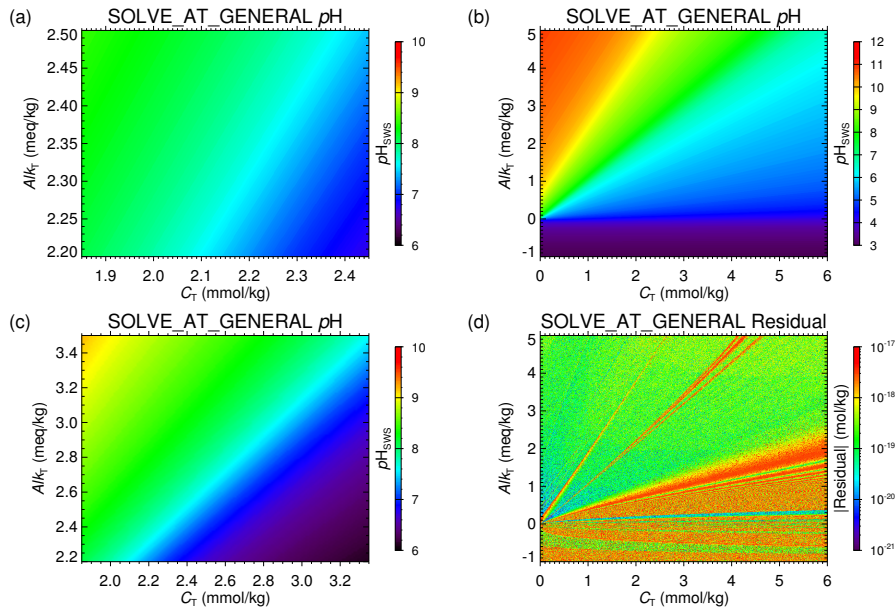 (a)
SOLVE_AT_GENERAL pH
2.50
2.45
2.40
2.35
2.30
2.25
2.20
Alk_T (meq/kg)
1.9 2.0 2.1 2.2 2.3 2.4
C_T (mmol/kg)
10
9
8
7
6
pH_SWS
(b)
SOLVE_AT_GENERAL pH
5
4
3
2
1
0
-1
Alk_T (meq/kg)
0 1 2 3 4 5 6
C_T (mmol/kg)
12
11
10
9
8
7
6
5
4
3
pH_SWS
(c)
SOLVE_AT_GENERAL pH
3.4
3.2
3.0
2.8
2.6
2.4
2.2
Alk_T (meq/kg)
2.0 2.2 2.4 2.6 2.8 3.0 3.2
C_T (mmol/kg)
10
9
8
7
6
pH_SWS
(d)
SOLVE_AT_GENERAL Residual
5
4
3
2
1
0
-1
Alk_T (meq/kg)
0 1 2 3 4 5 6
C_T (mmol/kg)
10^-17
10^-18
10^-19
10^-20
10^-21
|Residual| (mol/kg)